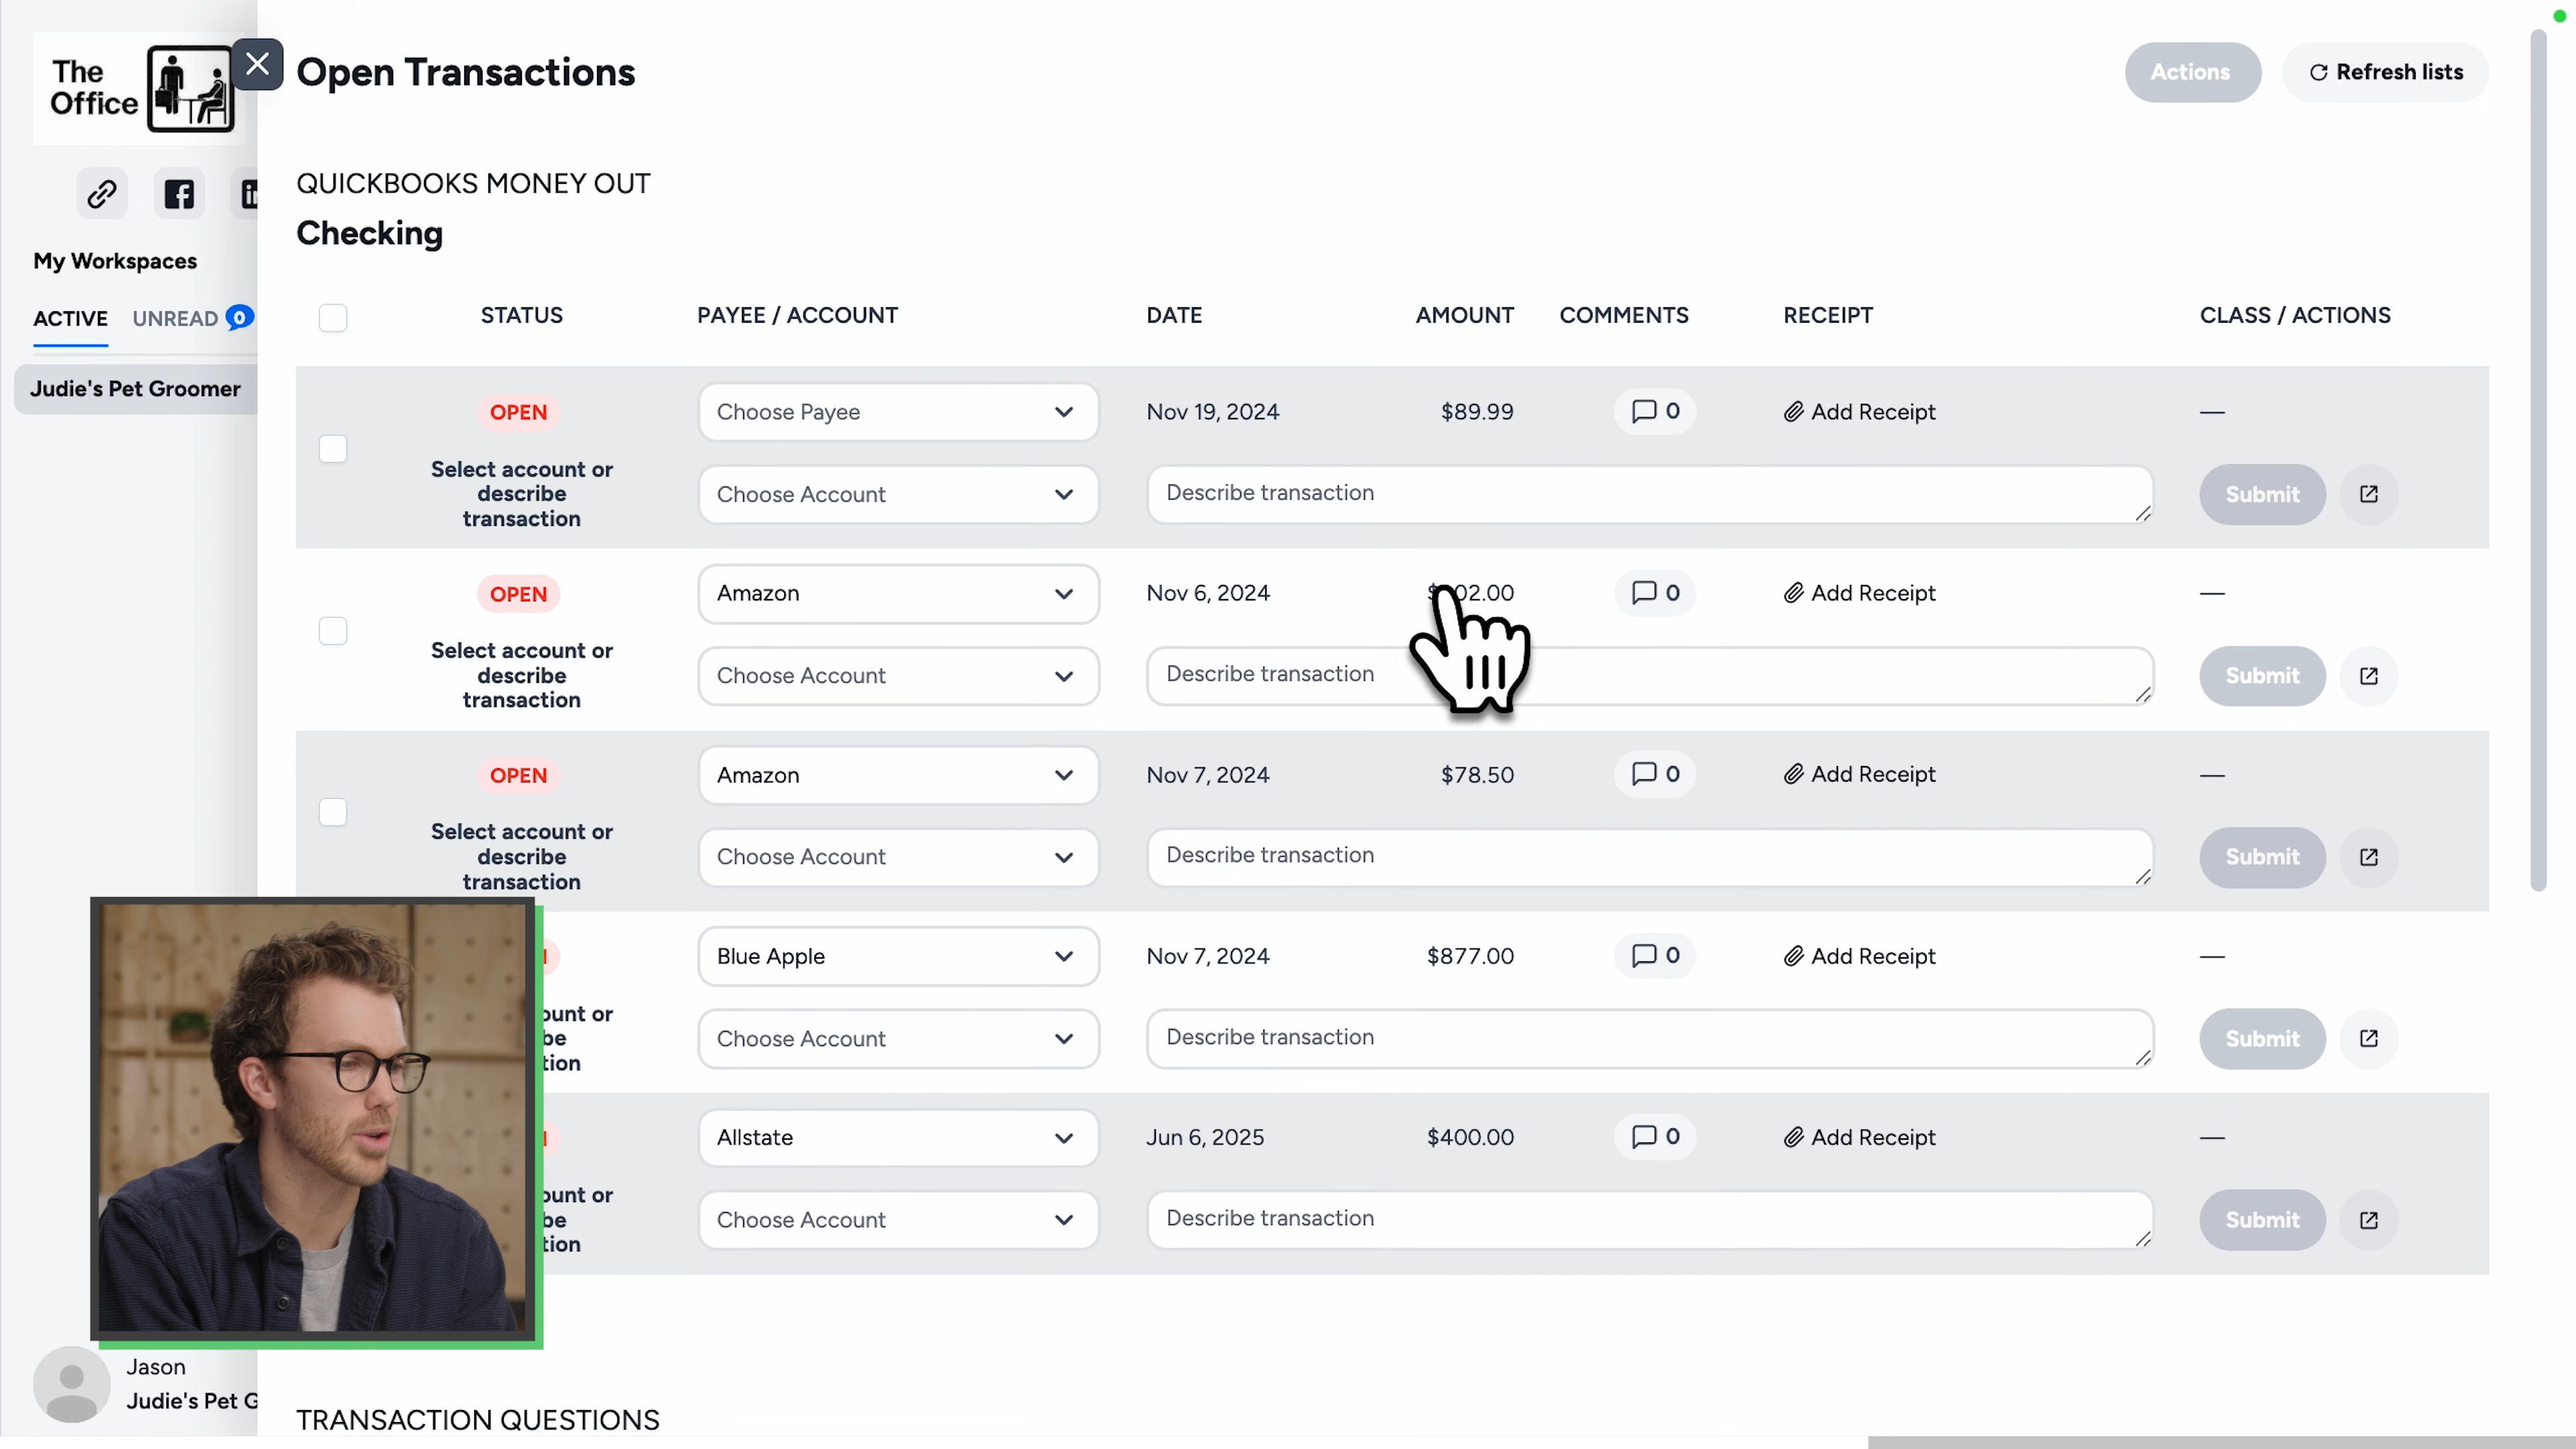 The
Office
Open Transactions
Actions
Refresh lists
QUICKBOOKS MONEY OUT
Checking
My Workspaces
ACTIVE UNREAD 0
Judie's Pet Groomer
STATUS PAYEE / ACCOUNT DATE AMOUNT COMMENTS RECEIPT CLASS / ACTIONS
OPEN Choose Payee Nov 19, 2024 $89.99 0 Add Receipt —
Select account or
describe
transaction
Choose Account Describe transaction Submit
OPEN Amazon Nov 6, 2024 0 Add Receipt —
Select account or
describe
transaction
Choose Account Describe transaction Submit
OPEN Amazon Nov 7, 2024 $78.50 0 Add Receipt —
Select account or
describe
transaction
Choose Account Describe transaction Submit
Blue Apple Nov 7, 2024 $877.00 0 Add Receipt —
or
Choose Account Describe transaction Submit
Allstate Jun 6, 2025 $400.00 0 Add Receipt —
or
Choose Account Describe transaction Submit
Jason
Judie's Pet G
TRANSACTION QUESTIONS